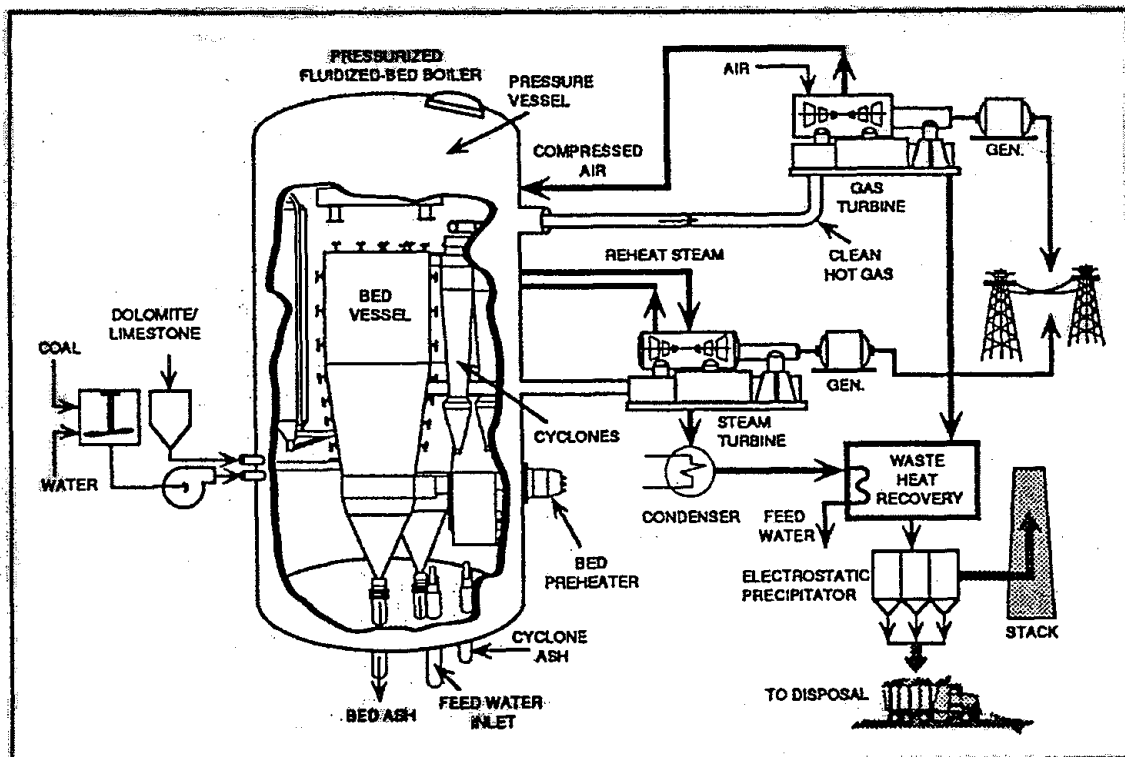 PRESSURIZED
FLUIDIZED-BED BOILER
PRESSURE
VESSEL
AIR
COMPRESSED
AIR
GEN.
GAS
TURBINE
CLEAN
HOT GAS
REHEAT STEAM
BED
VESSEL
DOLOMITE/
LIMESTONE
COAL
WATER
CYCLONES
GEN.
STEAM
TURBINE
CONDENSER
WASTE
HEAT
RECOVERY
FEED
WATER
BED
PREHEATER
ELECTROSTATIC
PRECIPITATOR
STACK
CYCLONE
ASH
BED ASH
FEED WATER
INLET
TO DISPOSAL